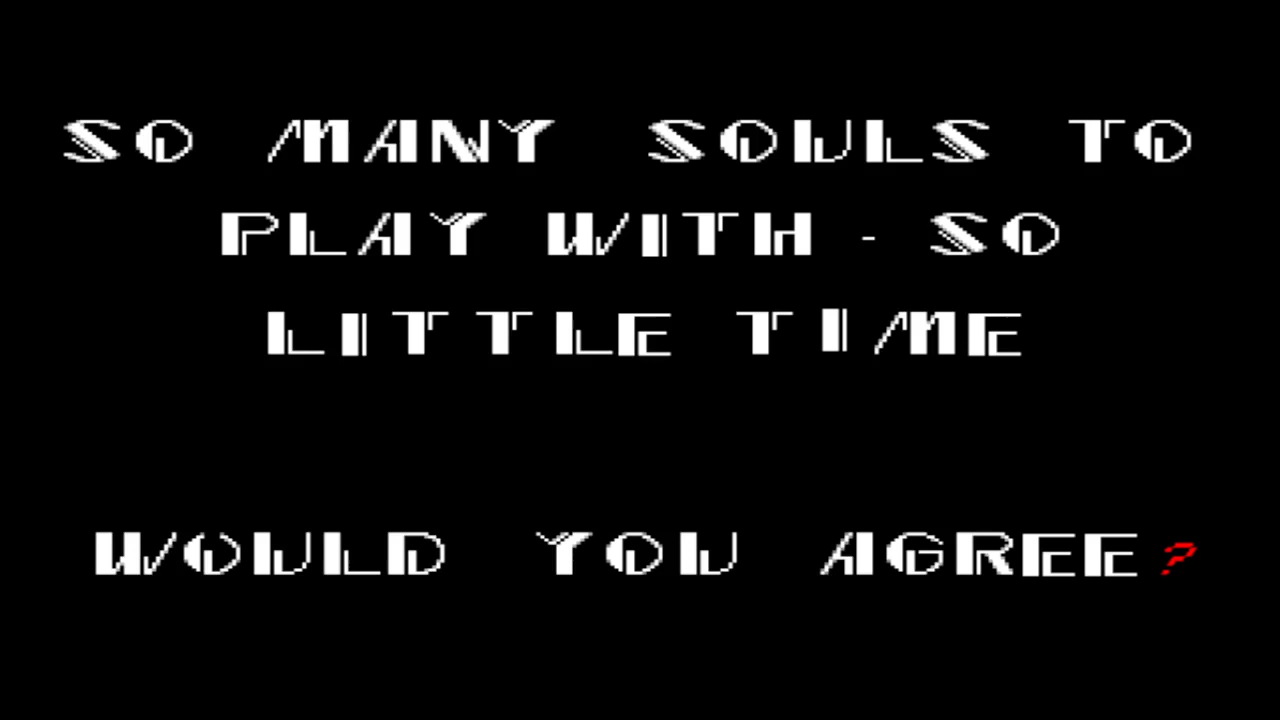 SO MANY SOULS TO
PLAY WITH - SO
LITTLE TIME
WOULD YOU AGREE?